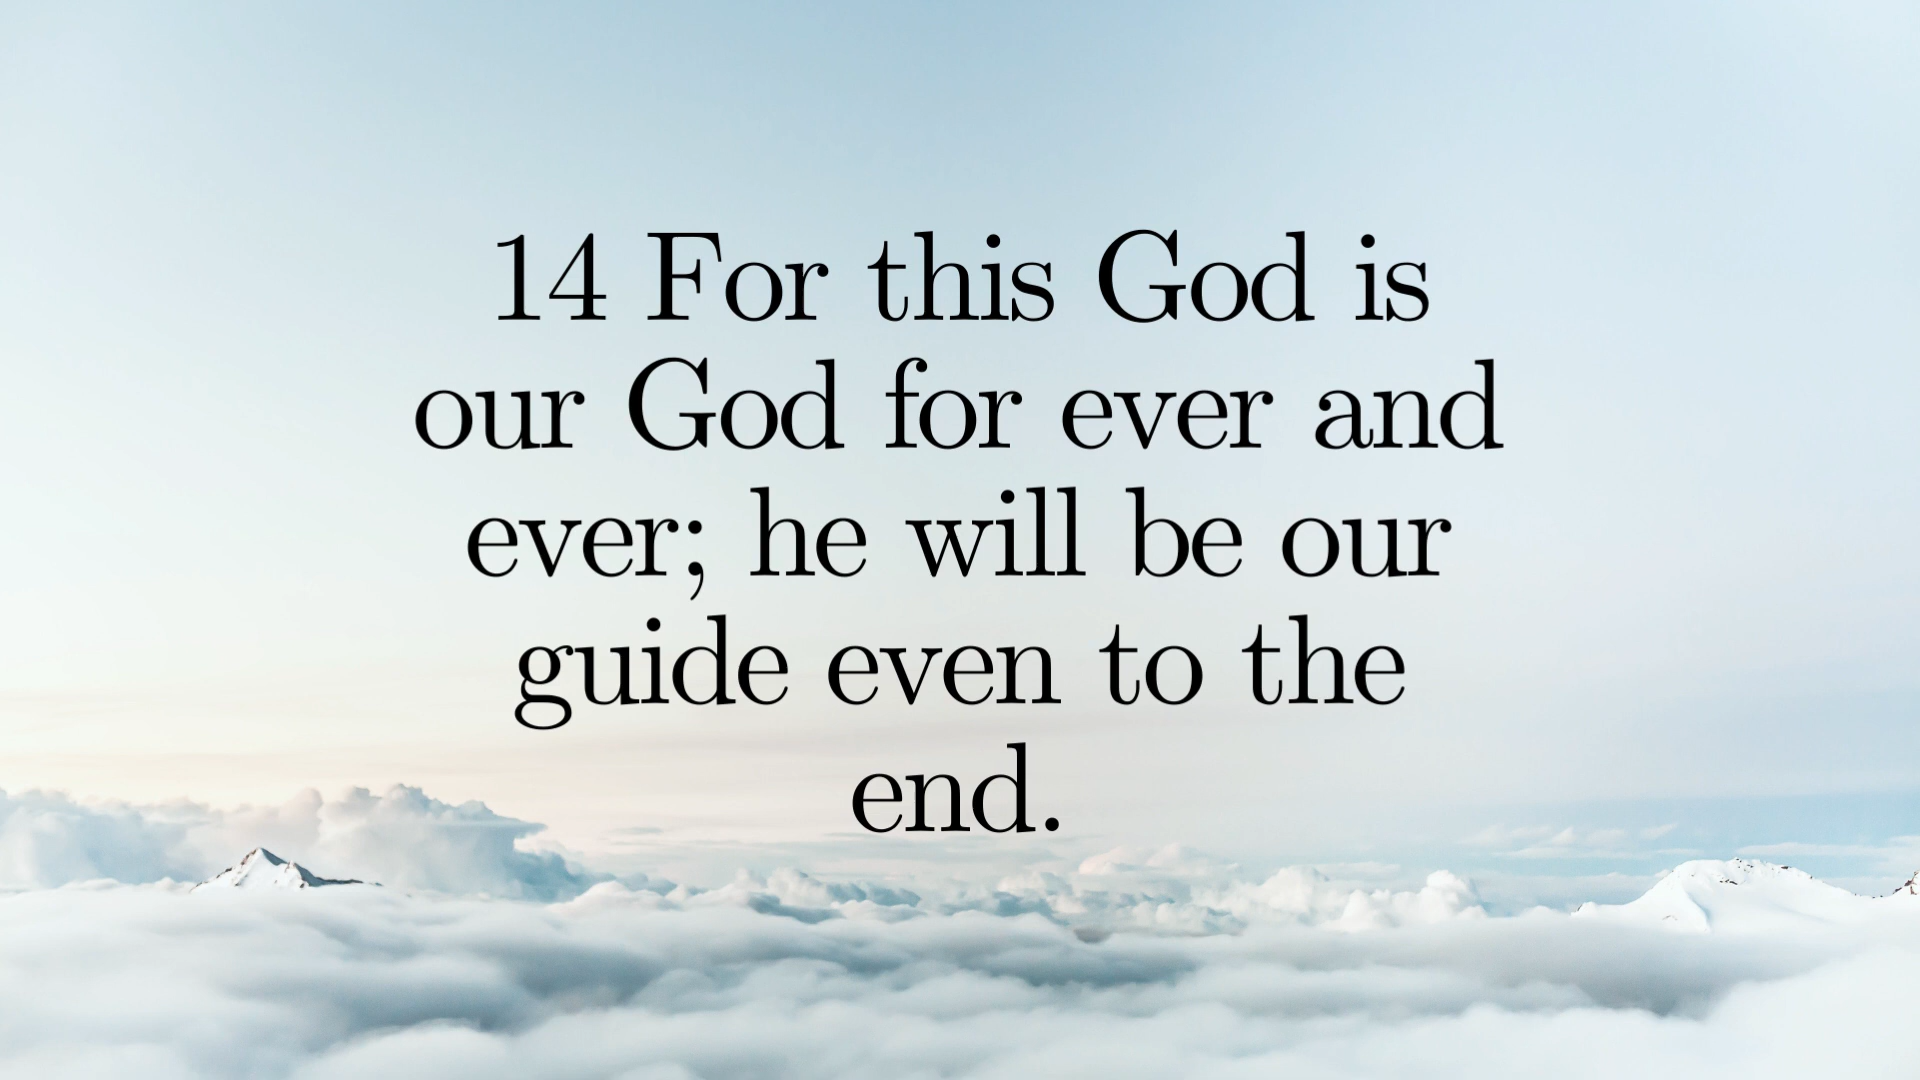 14 For this God is
our God for ever and
ever; he will be our
guide even to the
end.